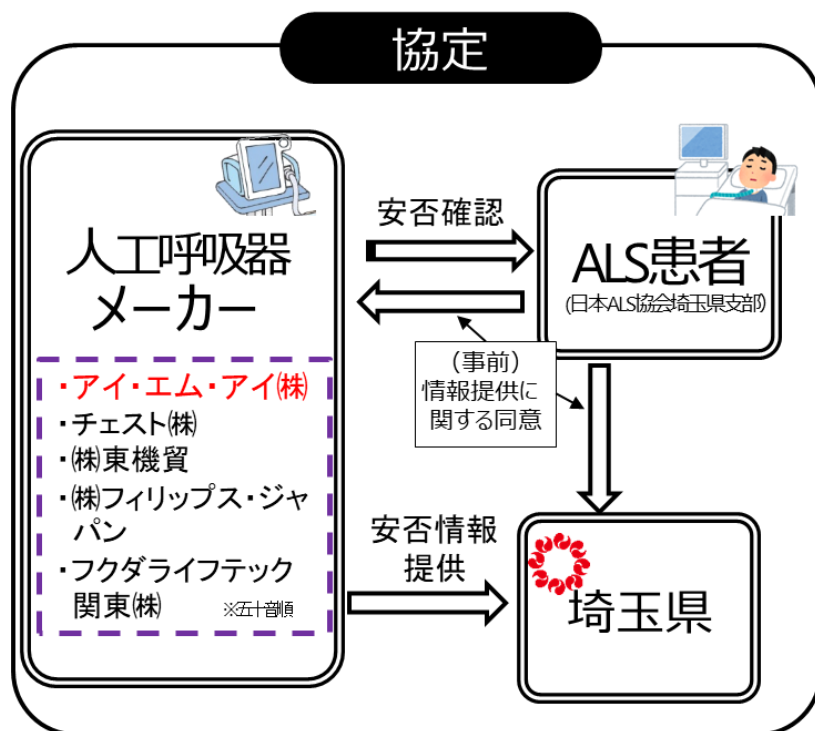 協定
人工呼吸器
メーカー
・アイ・エム・アイ㈱
・チェスト㈱
・㈱東機貿
・㈱フィリップス・ジャ
パン
・フクダライフテック
関東㈱ ※五十音順
安否確認
ALS患者
(日本ALS協会埼玉県支部)
（事前）
情報提供に
関する同意
安否情報
提供
埼玉県